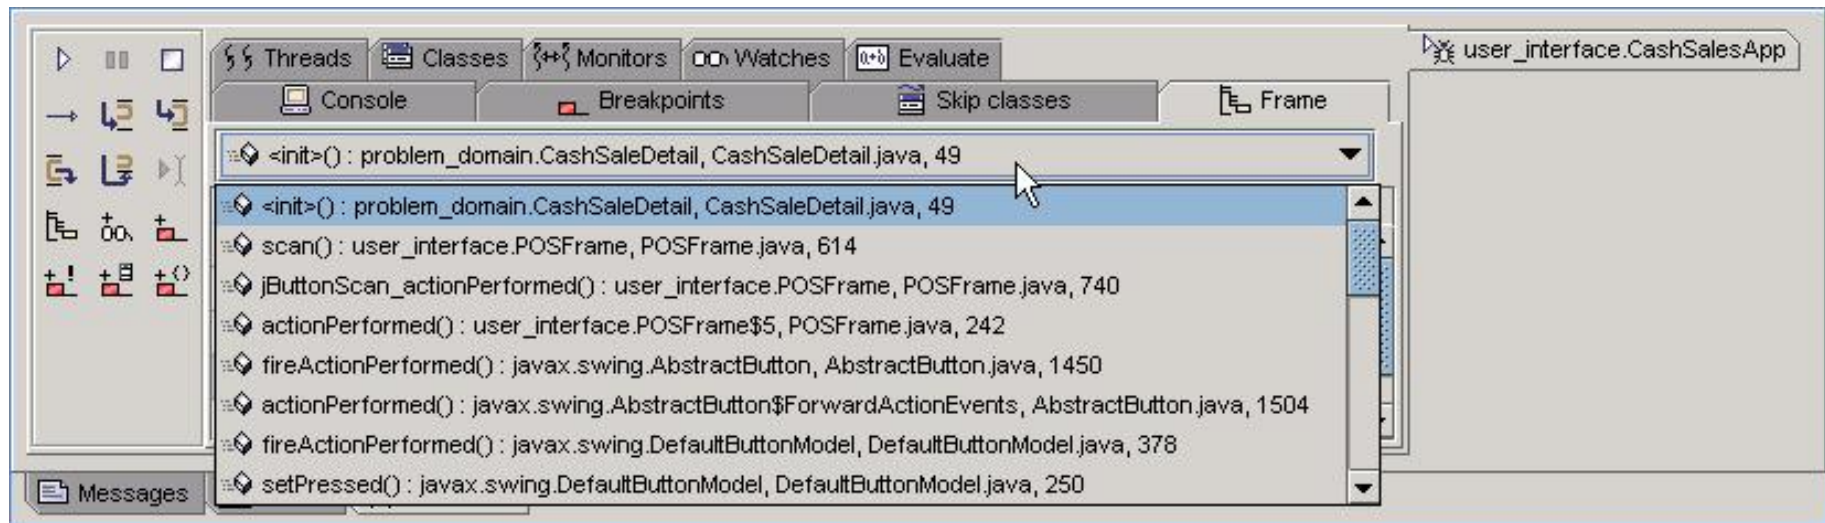 Threads Classes Monitors Watches Evaluate
user_interface.CashSalesApp
Console Breakpoints Skip classes Frame
<init>() : problem_domain.CashSaleDetail, CashSaleDetail.java, 49
<init>() : problem_domain.CashSaleDetail, CashSaleDetail.java, 49
scan() : user_interface.POSFrame, POSFrame.java, 614
jButtonScan_actionPerformed() : user_interface.POSFrame, POSFrame.java, 740
actionPerformed() : user_interface.POSFrame$5, POSFrame.java, 242
fireActionPerformed() : javax.swing.AbstractButton, AbstractButton.java, 1450
actionPerformed() : javax.swing.AbstractButton$ForwardActionEvents, AbstractButton.java, 1504
fireActionPerformed() : javax.swing.DefaultButtonModel, DefaultButtonModel.java, 378
setPressed() : javax.swing.DefaultButtonModel, DefaultButtonModel.java, 250
Messages